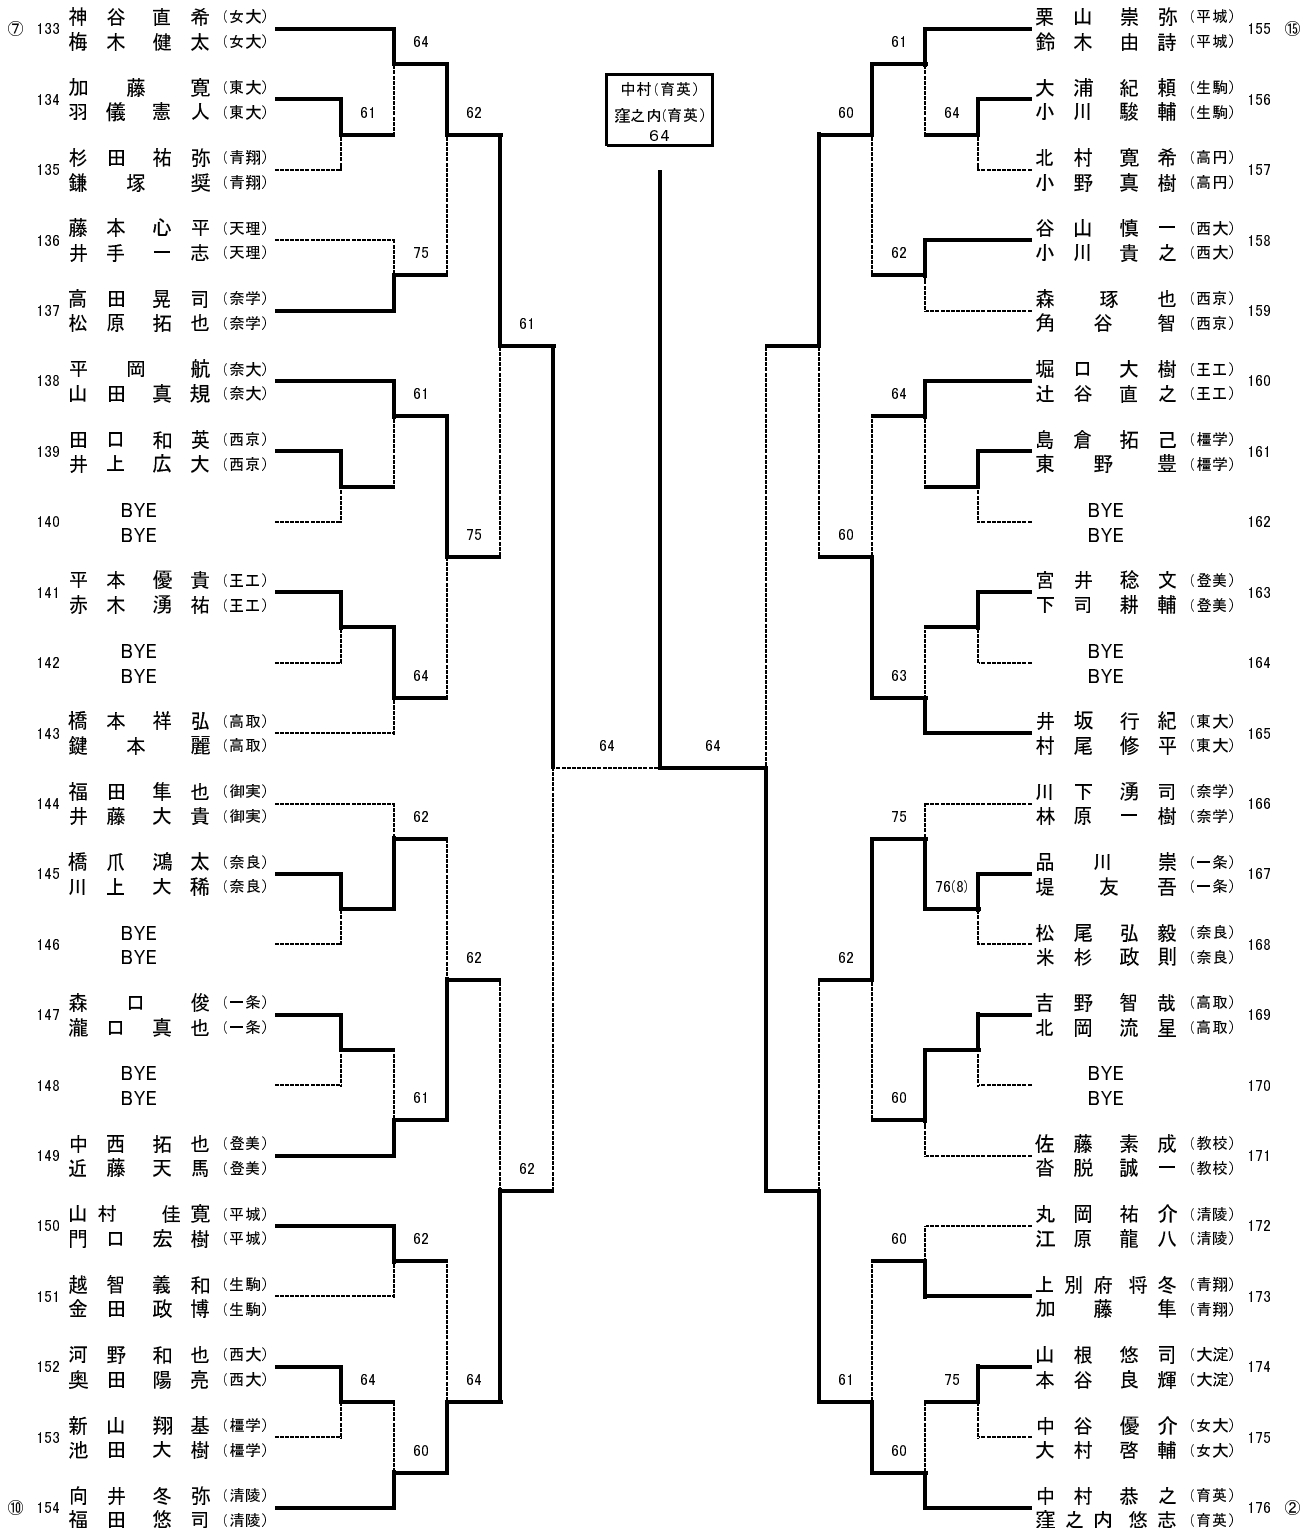 ⑦ 133 神谷直希 (女大)
梅木健太 (女大)
64
134 加藤寛 (東大)
羽儀憲人 (東大)
61
62
135 杉田祐弥 (青翔)
鎌塚奨 (青翔)
136 藤本心平 (天理)
井手一志 (天理)
75
137 高田晃司 (奈学)
松原拓也 (奈学)
61
138 平岡航 (奈大)
山田真規 (奈大)
61
139 田口和英 (西京)
井上広大 (西京)
140 BYE
BYE
75
141 平本優貴 (王工)
赤木湧祐 (王工)
142 BYE
BYE
64
143 橋本祥弘 (高取)
鍵本麗 (高取)
64
144 福田隼也 (御実)
井藤大貴 (御実)
62
145 橋爪鴻太 (奈良)
川上大稀 (奈良)
146 BYE
BYE
62
147 森口俊 (一条)
瀧口真也 (一条)
148 BYE
BYE
61
149 中西拓也 (登美)
近藤天馬 (登美)
62
150 山村佳寛 (平城)
門口宏樹 (平城)
62
151 越智義和 (生駒)
金田政博 (生駒)
152 河野和也 (西大)
奥田陽亮 (西大)
64
64
153 新山翔基 (橿学)
池田大樹 (橿学)
60
⑩ 154 向井冬弥 (清陵)
福田悠司 (清陵)
中村(育英)
窪之内(育英)
64
栗山崇弥 (平城) 155 ⑮
鈴木由詩 (平城)
61
大浦紀頼 (生駒) 156
小川駿輔 (生駒)
60
64
北村寛希 (高円) 157
小野真樹 (高円)
谷山慎一 (西大) 158
小川貴之 (西大)
62
森琢也 (西京) 159
角谷智 (西京)
堀口大樹 (王工) 160
辻谷直之 (王工)
64
島倉拓己 (橿学) 161
東野豊 (橿学)
BYE 162
BYE
60
宮井稔文 (登美) 163
下司耕輔 (登美)
BYE 164
BYE
63
井坂行紀 (東大) 165
村尾修平 (東大)
64
川下湧司 (奈学) 166
林原一樹 (奈学)
75
品川崇 (一条) 167
堤友吾 (一条)
76(8)
松尾弘毅 (奈良) 168
米杉政則 (奈良)
62
吉野智哉 (高取) 169
北岡流星 (高取)
BYE 170
BYE
60
佐藤素成 (教校) 171
沓脱誠一 (教校)
丸岡祐介 (清陵) 172
江原龍八 (清陵)
60
上別府将冬 (青翔) 173
加藤隼 (青翔)
山根悠司 (大淀) 174
本谷良輝 (大淀)
61
75
中谷優介 (女大) 175
大村啓輔 (女大)
60
中村恭之 (育英) 176 ②
窪之内悠志 (育英)